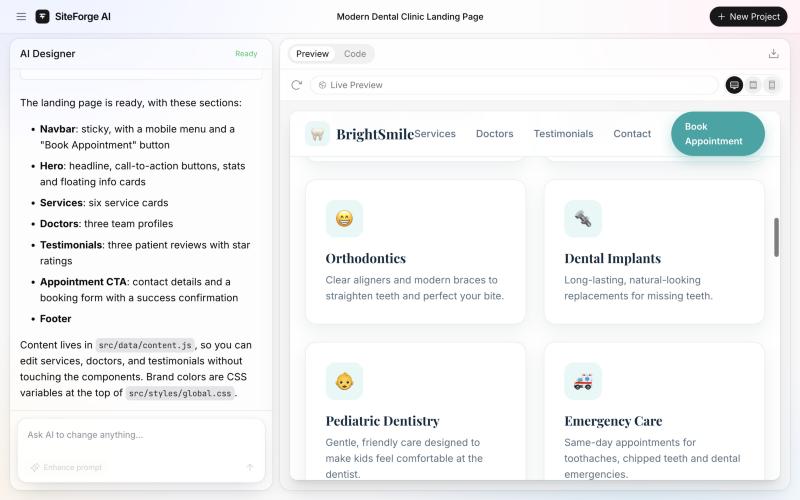 SiteForge AI
Modern Dental Clinic Landing Page
New Project
AI Designer
Ready
The landing page is ready, with these sections:
• Navbar: sticky, with a mobile menu and a
"Book Appointment" button
• Hero: headline, call-to-action buttons, stats
and floating info cards
• Services: six service cards
• Doctors: three team profiles
• Testimonials: three patient reviews with star
ratings
• Appointment CTA: contact details and a
booking form with a success confirmation
• Footer
Content lives in src/data/content.js, so you can
edit services, doctors, and testimonials without
touching the components. Brand colors are CSS
variables at the top of src/styles/global.css.
Ask AI to change anything...
Enhance prompt
Preview
Code
Live Preview
BrightSmile
Services
Doctors
Testimonials
Contact
Book
Appointment
Orthodontics
Clear aligners and modern braces to
straighten teeth and perfect your bite.
Dental Implants
Long-lasting, natural-looking
replacements for missing teeth.
Pediatric Dentistry
Gentle, friendly care designed to
make kids feel comfortable at the
dentist.
Emergency Care
Same-day appointments for
toothaches, chipped teeth and dental
emergencies.